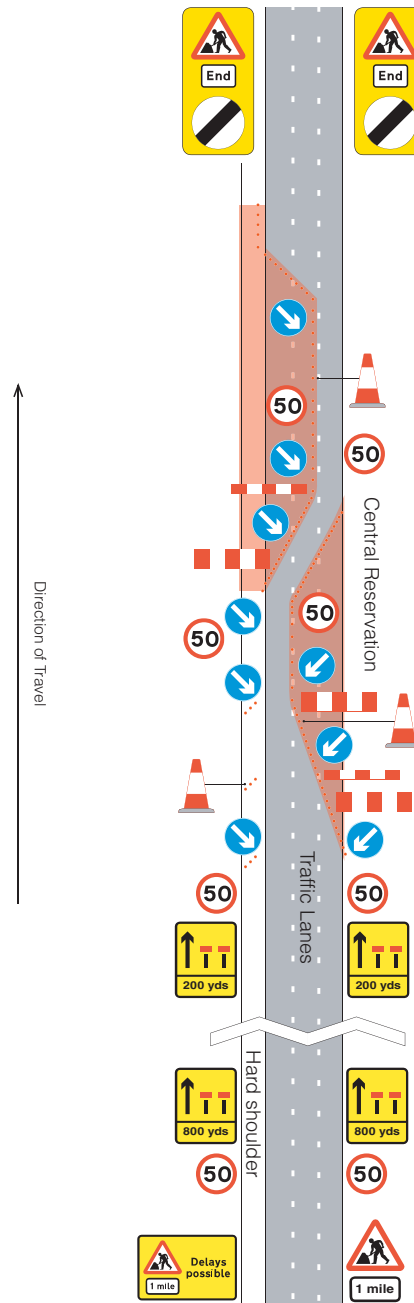 End
End
50
50
Central Reservation
50
50
Direction of Travel
Traffic Lanes
50
50
200 yds
200 yds
Hard shoulder
800 yds
800 yds
50
50
Delays
possible
1 mile
1 mile